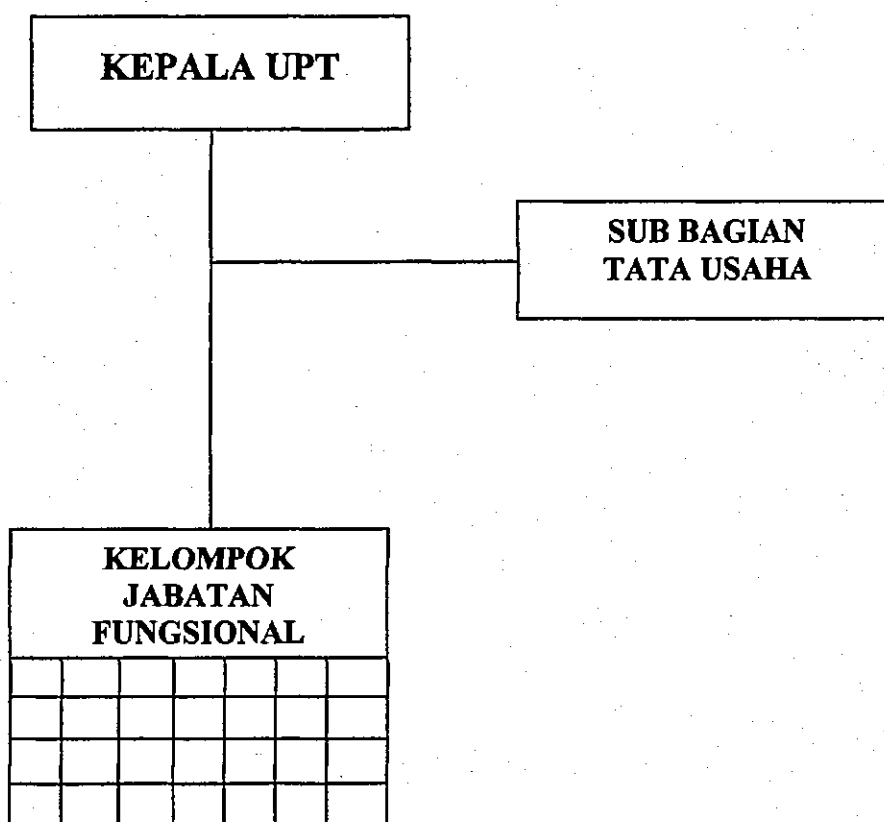 KEPALA UPT
SUB BAGIAN
TATA USAHA
KELOMPOK
JABATAN
FUNGSIONAL